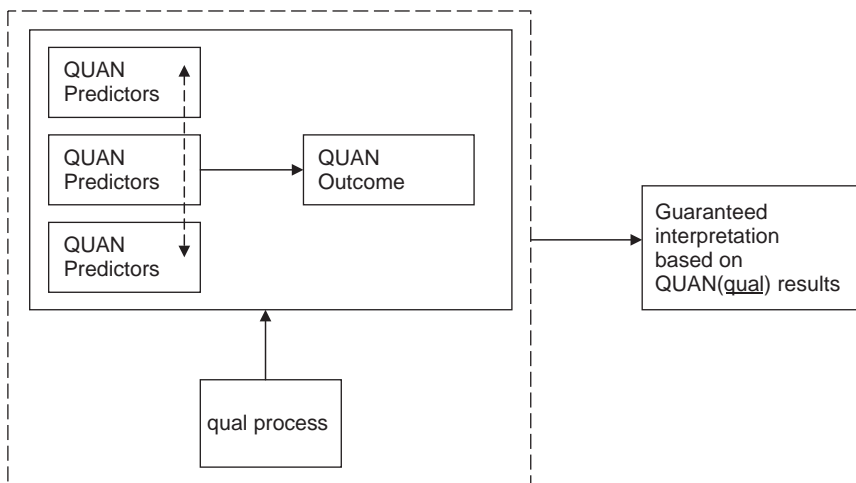 QUAN
Predictors
QUAN
Predictors
QUAN
Outcome
QUAN
Predictors
Guaranteed
interpretation
based on
QUAN(qual) results
qual process